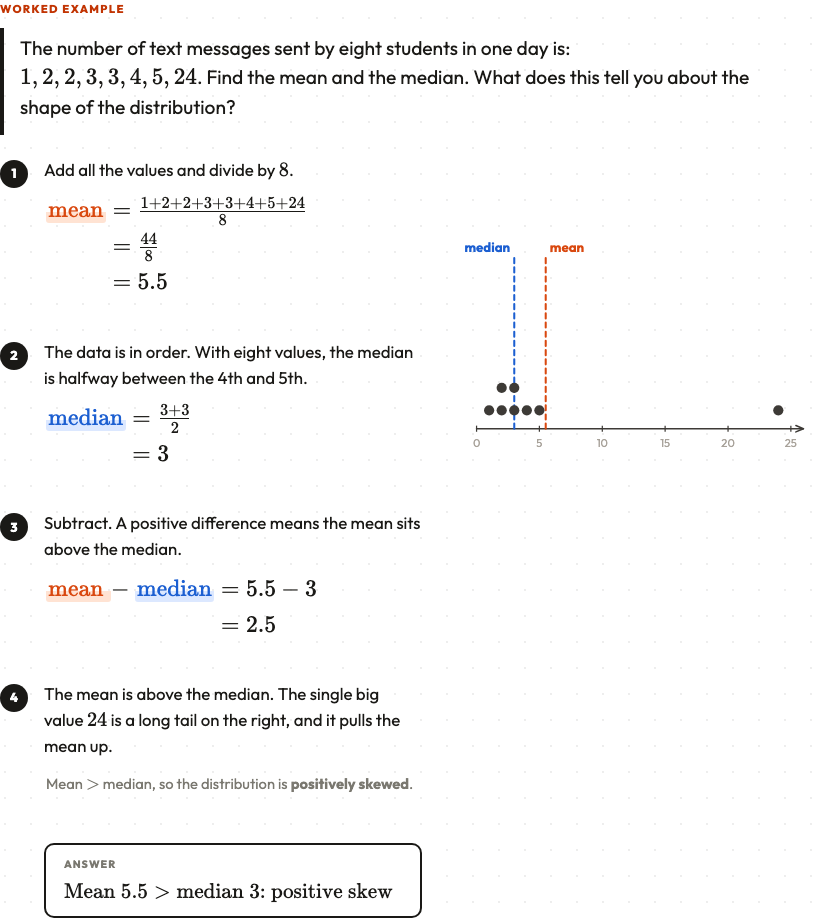 WORKED EXAMPLE
The number of text messages sent by eight students in one day is:
1, 2, 2, 3, 3, 4, 5, 24. Find the mean and the median. What does this tell you about the
shape of the distribution?
1 Add all the values and divide by 8.
mean = (1+2+2+3+3+4+5+24)/8
= 44/8
= 5.5
2 The data is in order. With eight values, the median
is halfway between the 4th and 5th.
median = (3+3)/2
= 3
3 Subtract. A positive difference means the mean sits
above the median.
mean − median = 5.5 − 3
= 2.5
4 The mean is above the median. The single big
value 24 is a long tail on the right, and it pulls the
mean up.
Mean > median, so the distribution is positively skewed.
ANSWER
Mean 5.5 > median 3: positive skew
median mean
0 5 10 15 20 25